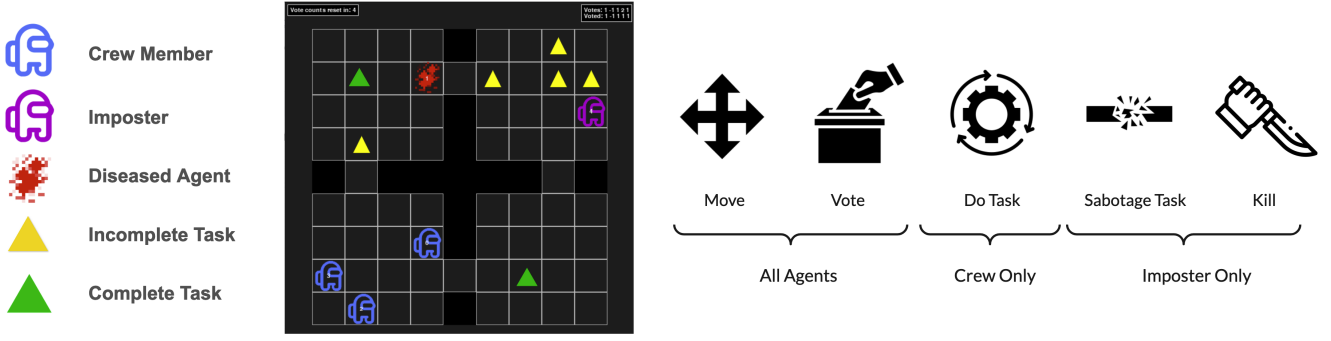 Crew Member
Imposter
Diseased Agent
Incomplete Task
Complete Task
Vote counts reset in: 4
Votes: 1 -1 1 2 1
Voted: 1 -1 1 1 1
1
Move
Vote
Do Task
Sabotage Task
Kill
All Agents
Crew Only
Imposter Only